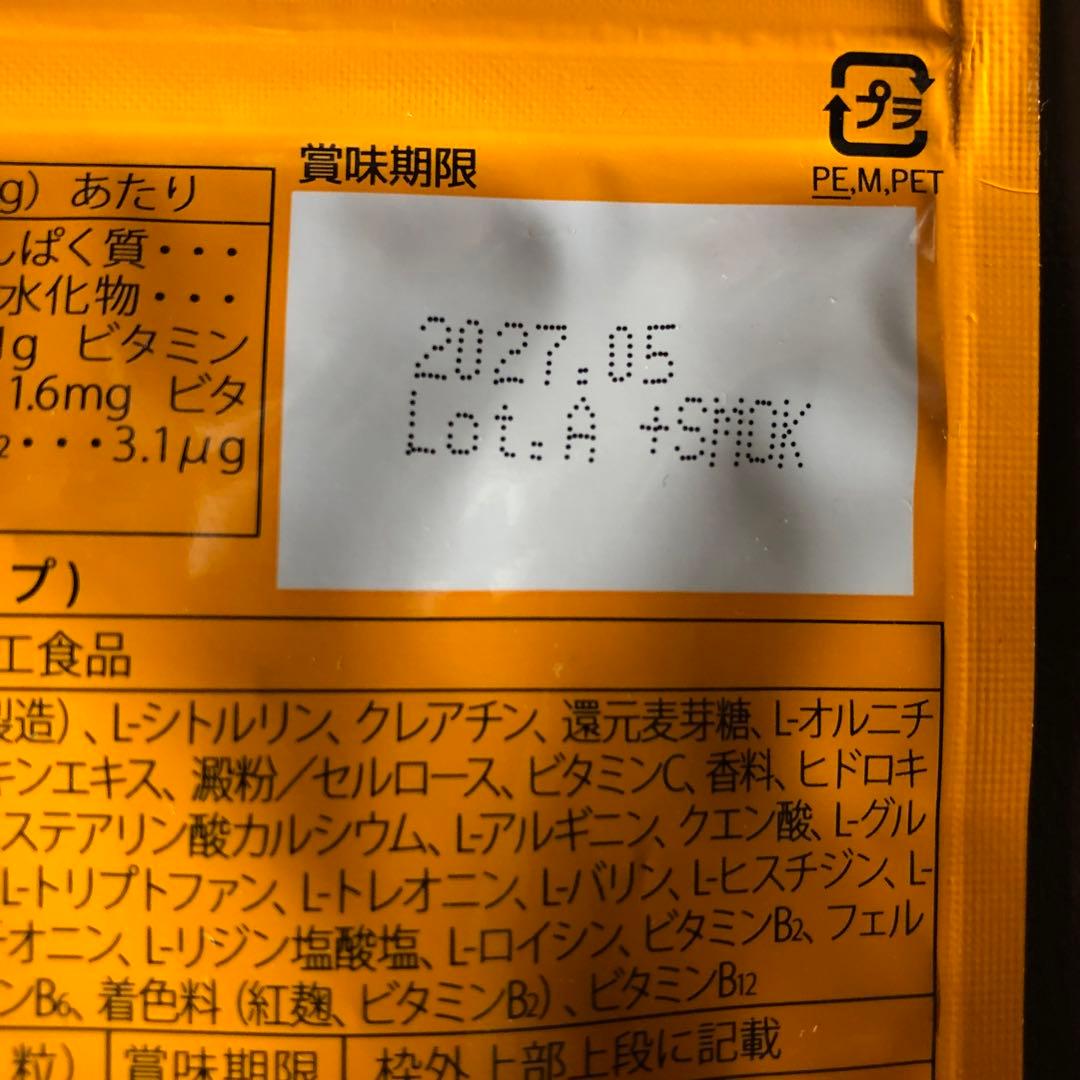 プラ
PE,M,PET
賞味期限
2027.05
Lot.A +SMOK
g) あたり
んぱく質・・・
水化物・・・
1g ビタミン
1.6mg ビタ
2・・・3.1μg
プ)
工食品
製造)、L-シトルリン、クレアチン、還元麦芽糖、L-オルニチ
キンエキス、澱粉/セルロース、ビタミンC、香料、ヒドロキ
ステアリン酸カルシウム、L-アルギニン、クエン酸、L-グル
L-トリプトファン、L-トレオニン、L-バリン、L-ヒスチジン、L-
チオニン、L-リジン塩酸塩、L-ロイシン、ビタミンB2、フェル
ンB6、着色料(紅麹、ビタミンB2)、ビタミンB12
粒) 賞味期限 枠外上部上段に記載